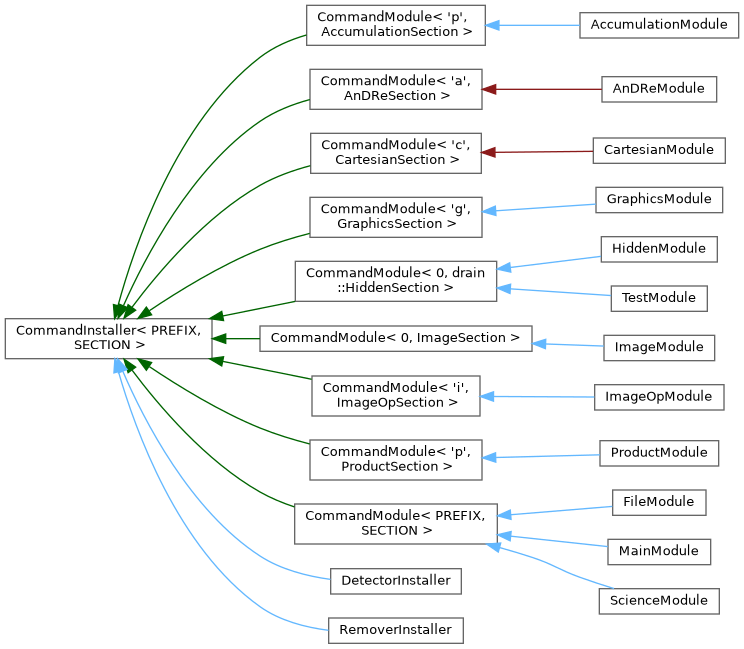 CommandModule< 'p',
AccumulationSection >
AccumulationModule
CommandModule< 'a',
AnDReSection >
AnDReModule
CommandModule< 'c',
CartesianSection >
CartesianModule
CommandModule< 'g',
GraphicsSection >
GraphicsModule
CommandModule< 0, drain
::HiddenSection >
HiddenModule
TestModule
CommandInstaller< PREFIX,
SECTION >
CommandModule< 0, ImageSection >
ImageModule
CommandModule< 'i',
ImageOpSection >
ImageOpModule
CommandModule< 'p',
ProductSection >
ProductModule
CommandModule< PREFIX,
SECTION >
FileModule
MainModule
ScienceModule
DetectorInstaller
RemoverInstaller